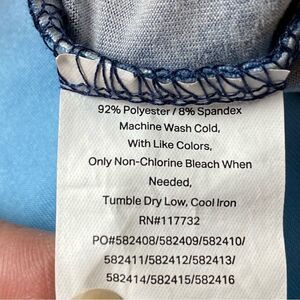 92% Polyester / 8% Spandex
Machine Wash Cold,
With Like Colors,
Only Non-Chlorine Bleach When
Needed,
Tumble Dry Low, Cool Iron
RN#117732
PO#582408/582409/582410/
582411/582412/582413/
582414/582415/582416